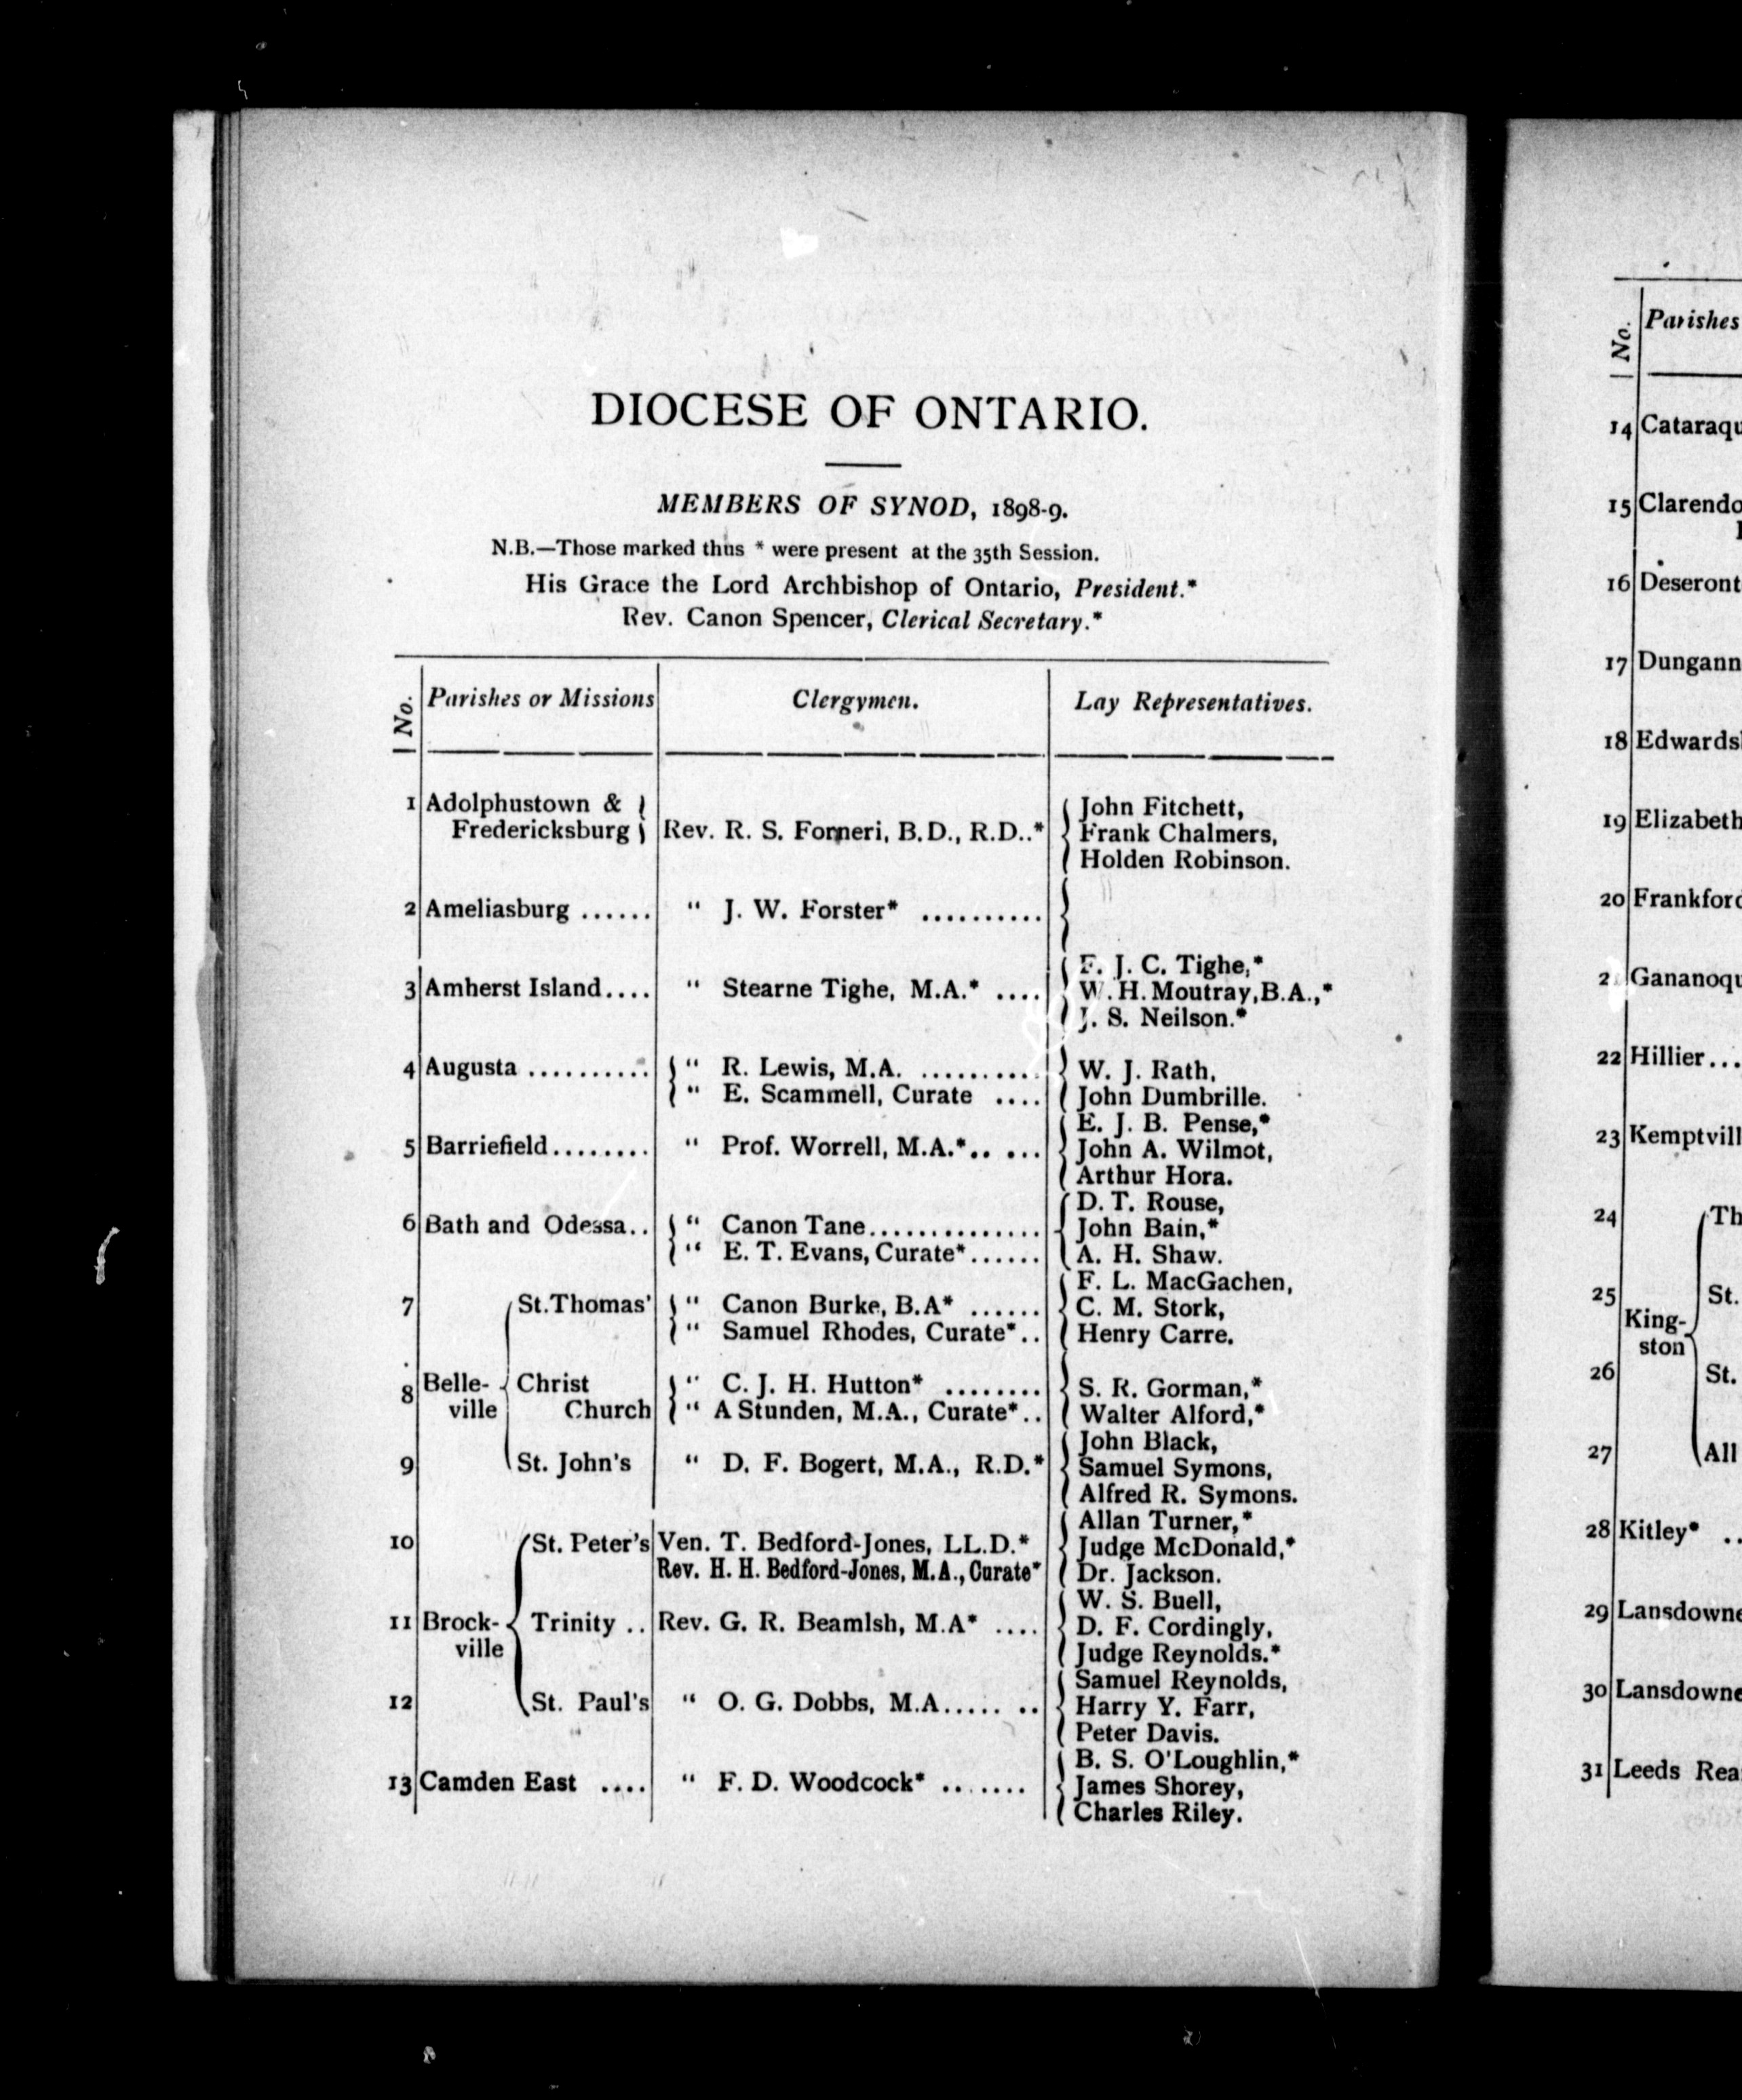 DIOCESE OF ONTARIO.
MEMBERS OF SYNOD, 1898-9.
N.B.—Those marked thus * were present at the 35th Session.
His Grace the Lord Archbishop of Ontario, President.*
Rev. Canon Spencer, Clerical Secretary.*
No. Parishes or Missions Clergymen. Lay Representatives.
1 Adolphustown & John Fitchett,
Fredericksburg Rev. R. S. Forneri, B.D., R.D..* Frank Chalmers,
Holden Robinson.
2 Ameliasburg ...... " J. W. Forster* ..........
F. J. C. Tighe,*
3 Amherst Island.... " Stearne Tighe, M.A.* .... W. H. Moutray, B.A.,*
J. S. Neilson.*
4 Augusta .......... " R. Lewis, M.A. .......... W. J. Rath,
" E. Scammell, Curate .... John Dumbrille.
E. J. B. Pense,*
5 Barriefield........ " Prof. Worrell, M.A.*.. ... John A. Wilmot,
Arthur Hora.
D. T. Rouse,
6 Bath and Odessa.. " Canon Tane.............. John Bain,*
" E. T. Evans, Curate*...... A. H. Shaw.
F. L. MacGachen,
7 St. Thomas' " Canon Burke, B.A* ...... C. M. Stork,
" Samuel Rhodes, Curate*.. Henry Carre.
8 Belle- Christ " C. J. H. Hutton* ........ S. R. Gorman,*
ville Church " A Stunden, M.A., Curate*.. Walter Alford,*
John Black,
9 St. John's " D. F. Bogert, M.A., R.D.* Samuel Symons,
Alfred R. Symons.
Allan Turner,*
10 St. Peter's Ven. T. Bedford-Jones, LL.D.* Judge McDonald,*
Rev. H. H. Bedford-Jones, M.A., Curate* Dr. Jackson.
W. S. Buell,
11 Brock- Trinity .. Rev. G. R. Beamlsh, M.A* .... D. F. Cordingly,
ville Judge Reynolds.*
Samuel Reynolds,
12 St. Paul's " O. G. Dobbs, M.A..... .. Harry Y. Farr,
Peter Davis.
B. S. O'Loughlin,*
13 Camden East .... " F. D. Woodcock* ....... James Shorey,
Charles Riley.
No. Parishes
14 Cataraqu
15 Clarendo
16 Deseront
17 Dungann
18 Edwards
19 Elizabeth
20 Frankford
21 Gananoqu
22 Hillier...
23 Kemptvill
24 Th
25 St.
King-
ston
26 St.
27 All
28 Kitley* ..
29 Lansdowne
30 Lansdowne
31 Leeds Rea